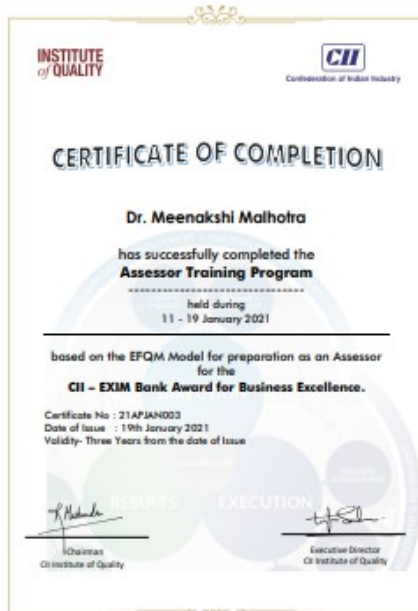 INSTITUTE
of QUALITY
CII
Confederation of Indian Industry
CERTIFICATE OF COMPLETION
Dr. Meenakshi Malhotra
has successfully completed the
Assessor Training Program
-------------------------------
held during
11 - 19 January 2021
based on the EFQM Model for preparation as an Assessor
for the
CII – EXIM Bank Award for Business Excellence.
Certificate No : 21APJAN003
Date of Issue : 19th January 2021
Validity- Three Years from the date of Issue
RESULTS EXECUTION
Chairman
CII Institute of Quality
Executive Director
CII Institute of Quality